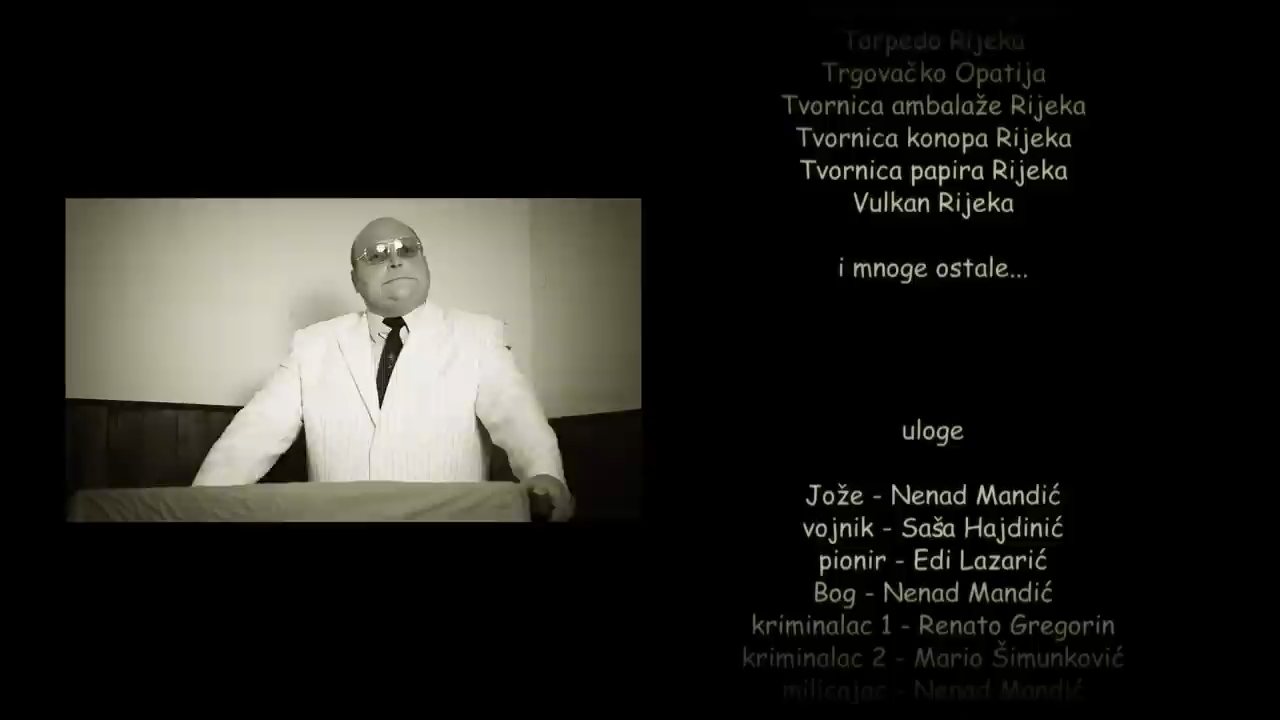 Torpedo Rijeka
Trgovačko Opatija
Tvornica ambalaže Rijeka
Tvornica konopa Rijeka
Tvornica papira Rijeka
Vulkan Rijeka
i mnoge ostale...
uloge
Jože - Nenad Mandić
vojnik - Saša Hajdinić
pionir - Edi Lazarić
Bog - Nenad Mandić
kriminalac 1 - Renato Gregorin
kriminalac 2 - Mario Šimunković
milicajac - Nenad Mandić